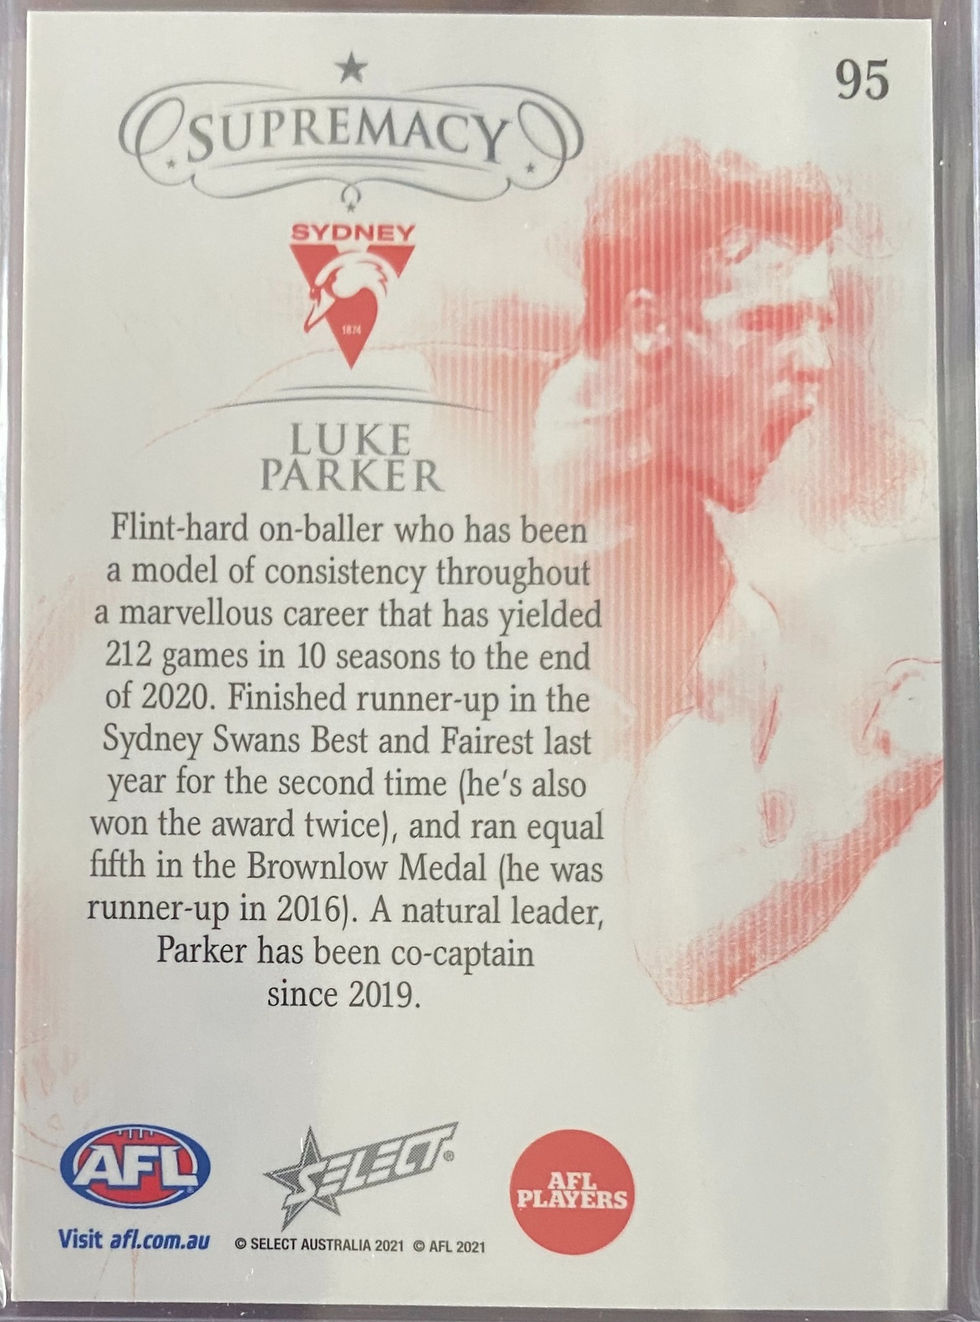 95
SUPREMACY
SYDNEY
1874
LUKE
PARKER
Flint-hard on-baller who has been
a model of consistency throughout
a marvellous career that has yielded
212 games in 10 seasons to the end
of 2020. Finished runner-up in the
Sydney Swans Best and Fairest last
year for the second time (he's also
won the award twice), and ran equal
fifth in the Brownlow Medal (he was
runner-up in 2016). A natural leader,
Parker has been co-captain
since 2019.
AFL®
SELECT®
AFL
PLAYERS
Visit afl.com.au
© SELECT AUSTRALIA 2021 © AFL 2021